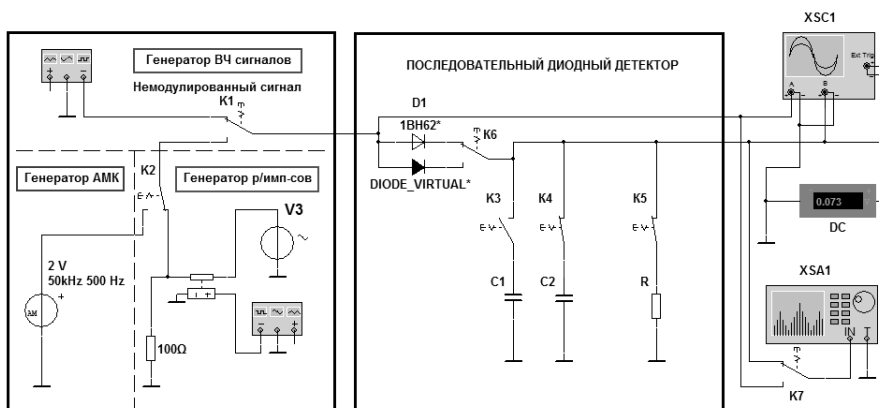 XSC1
Генератор ВЧ сигналов
Немодулированный сигнал
K1
ПОСЛЕДОВАТЕЛЬНЫЙ ДИОДНЫЙ ДЕТЕКТОР
Ext Trig
A
B
D1
1BH62*
K6
DIODE_VIRTUAL*
K2
Генератор АМК
Генератор р/имп-сов
V3
K3
K4
K5
0.073
DC
2 V
50kHz 500 Hz
AM
C1
C2
R
XSA1
IN
T
100Ω
K7